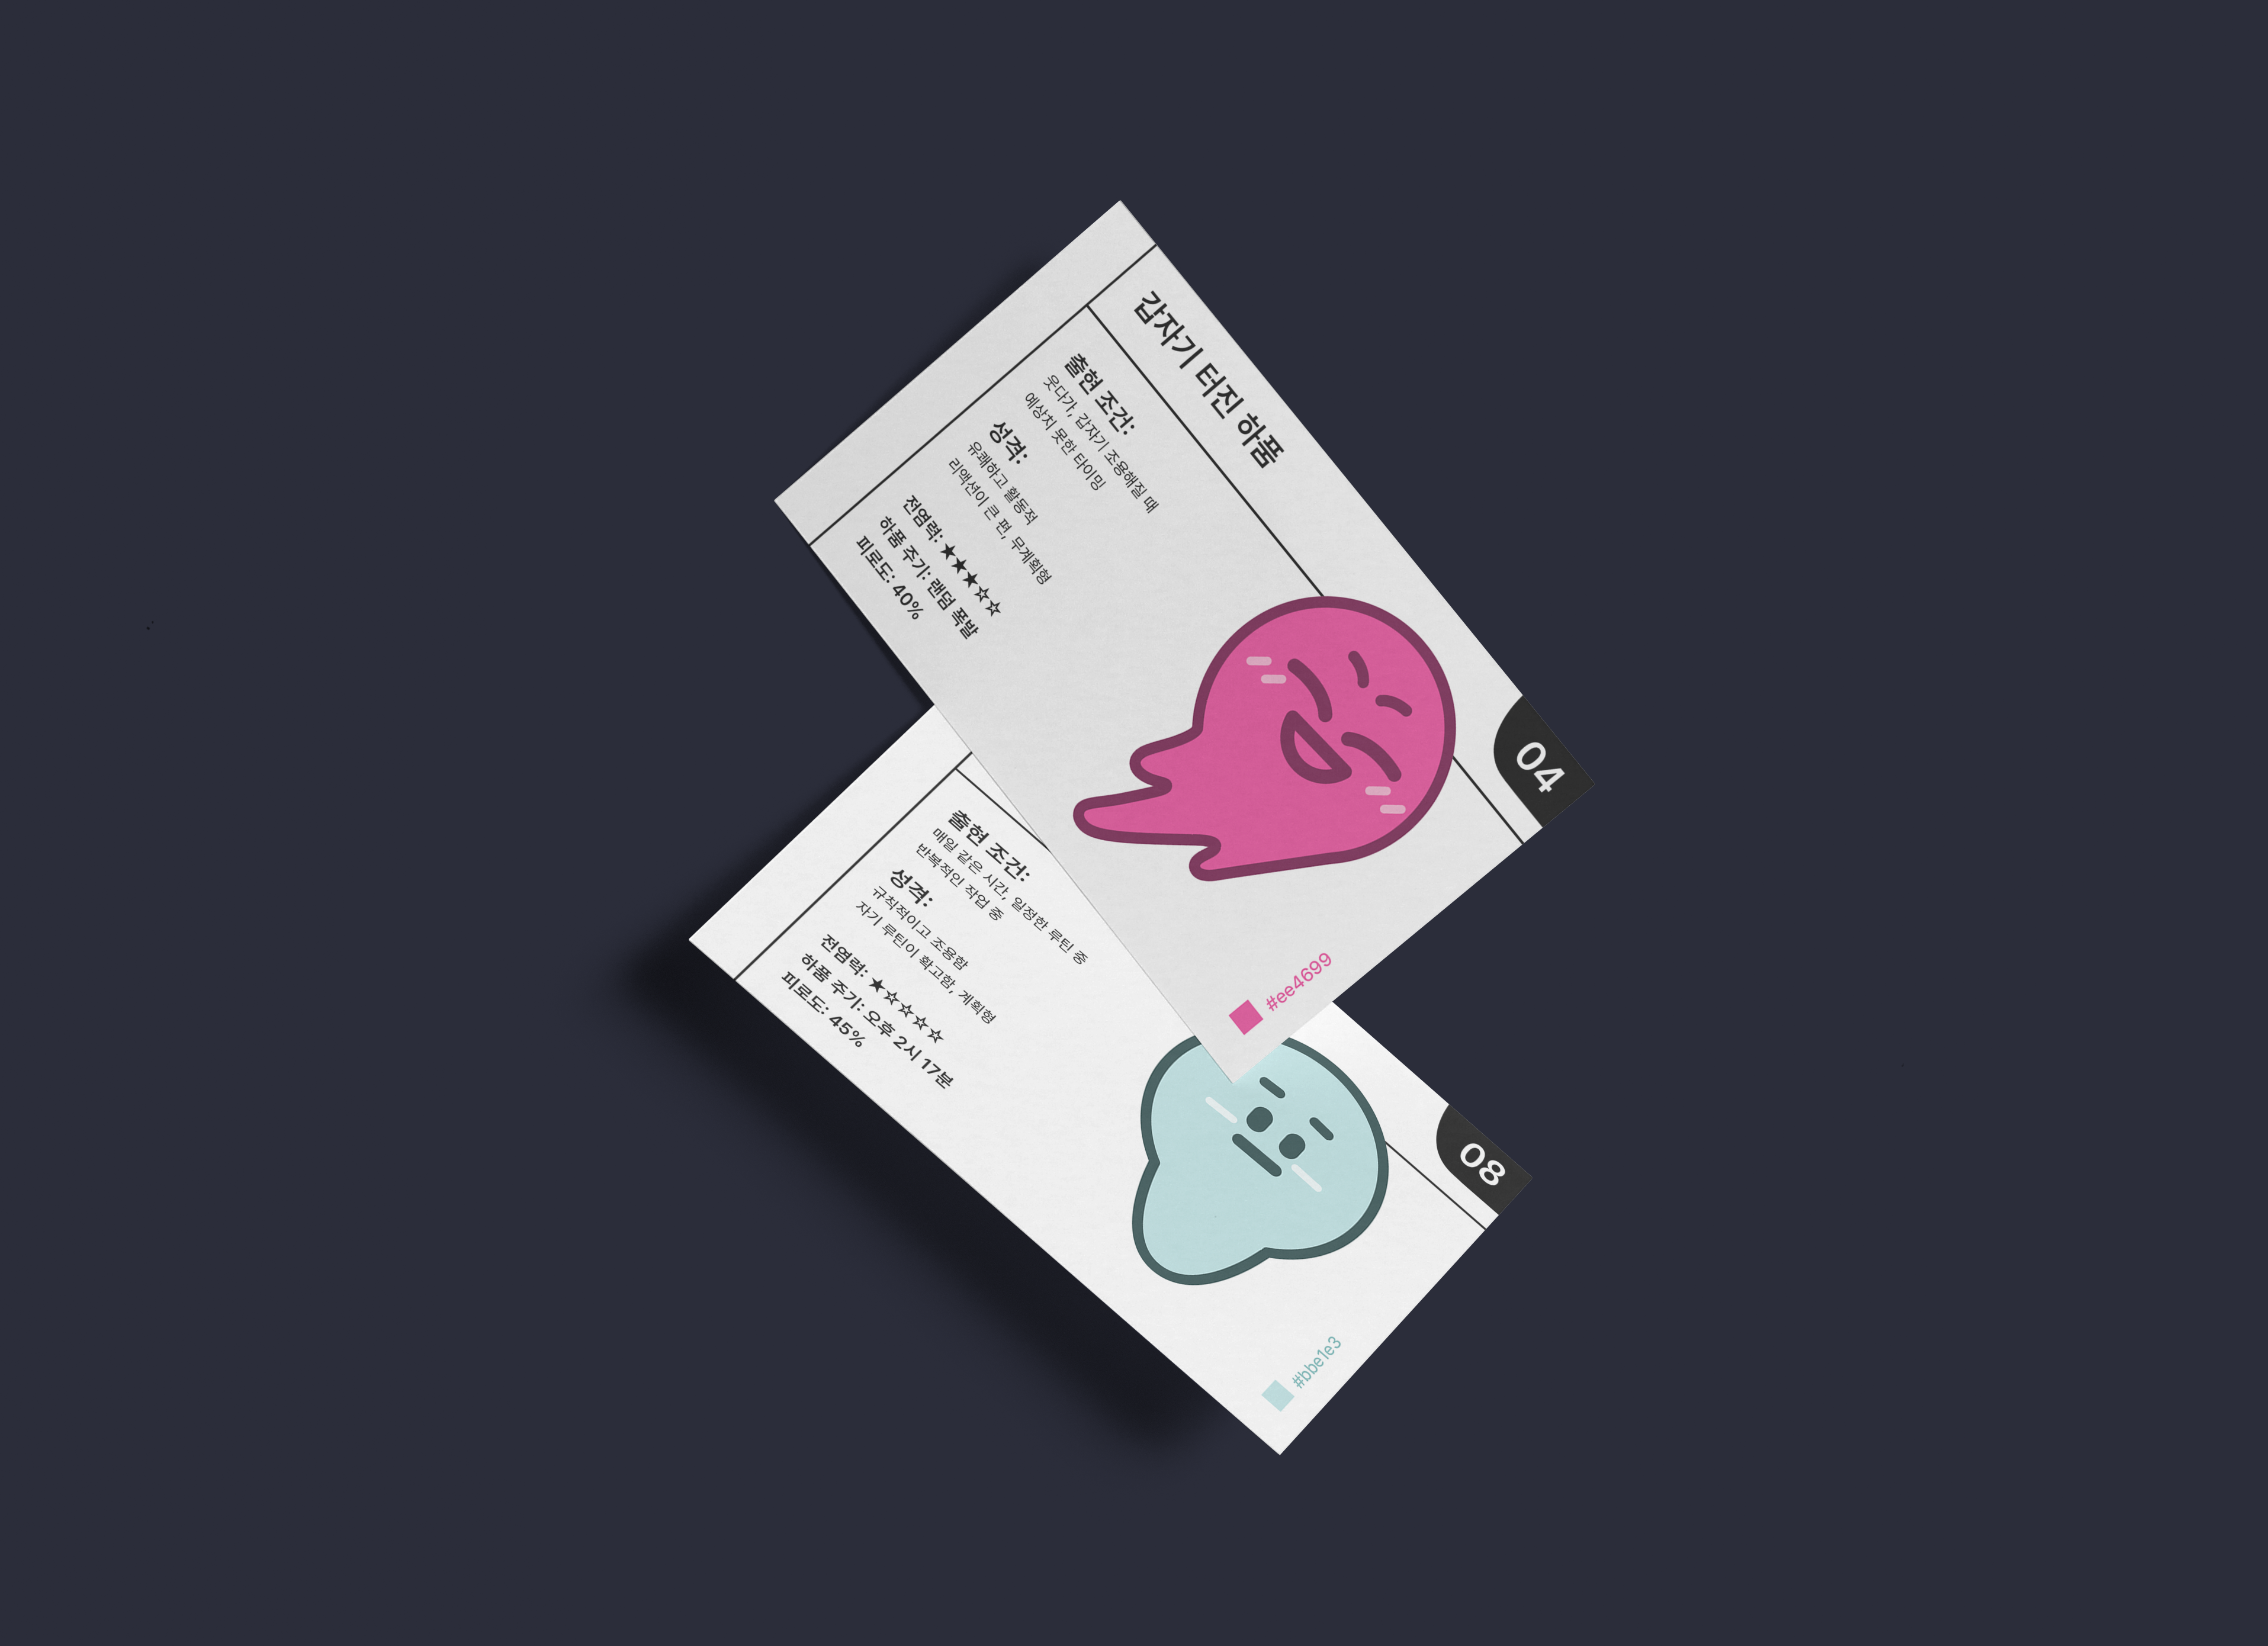 갑자기 터진 하품
04
출현 조건:
웃다가, 갑자기 조용해질 때
예상치 못한 타이밍
성격:
유쾌하고 활동적
리액션이 큰 편, 무계획형
전염력: ★★★☆☆
하품 주기: 랜덤 폭발
피로도: 40%
#ee4699
08
출현 조건:
매일 같은 시간, 일정한 루틴 중
반복적인 작업 중
성격:
규칙적이고 조용함
자기 루틴이 확고함, 계획형
전염력: ★☆☆☆☆
하품 주기: 오후 2시 17분
피로도: 45%
#bbe1e3